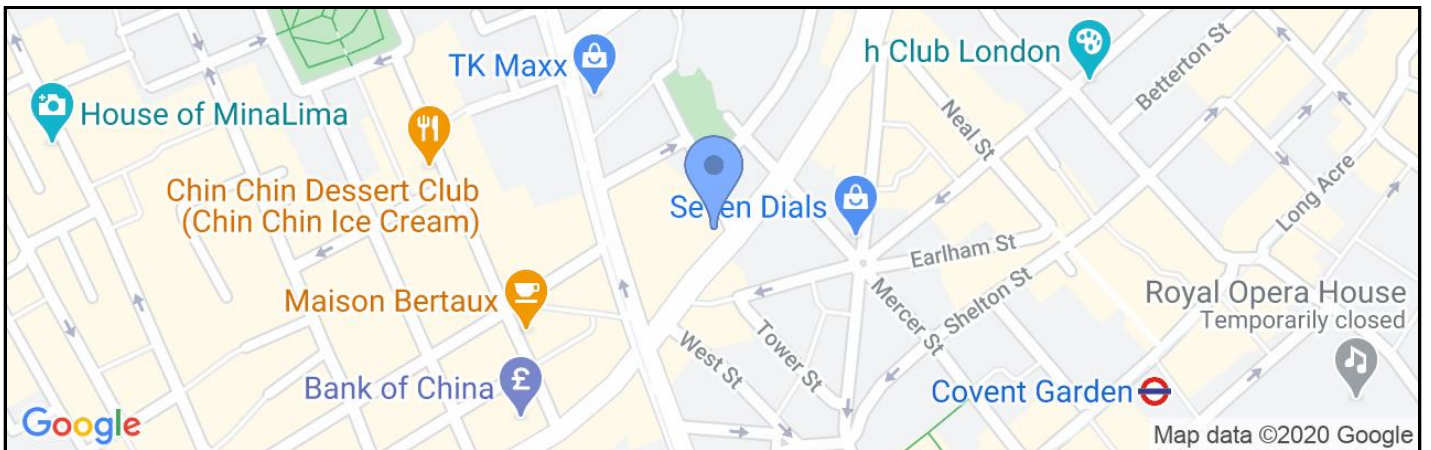 TK Maxx
h Club London
Betterton St
House of MinaLima
Neal St
Long Acre
Chin Chin Dessert Club
(Chin Chin Ice Cream)
Seven Dials
Earlham St
Maison Bertaux
Mercer St
Shelton St
Royal Opera House
Temporarily closed
West St
Tower St
Bank of China
£
Covent Garden
Google
Map data ©2020 Google